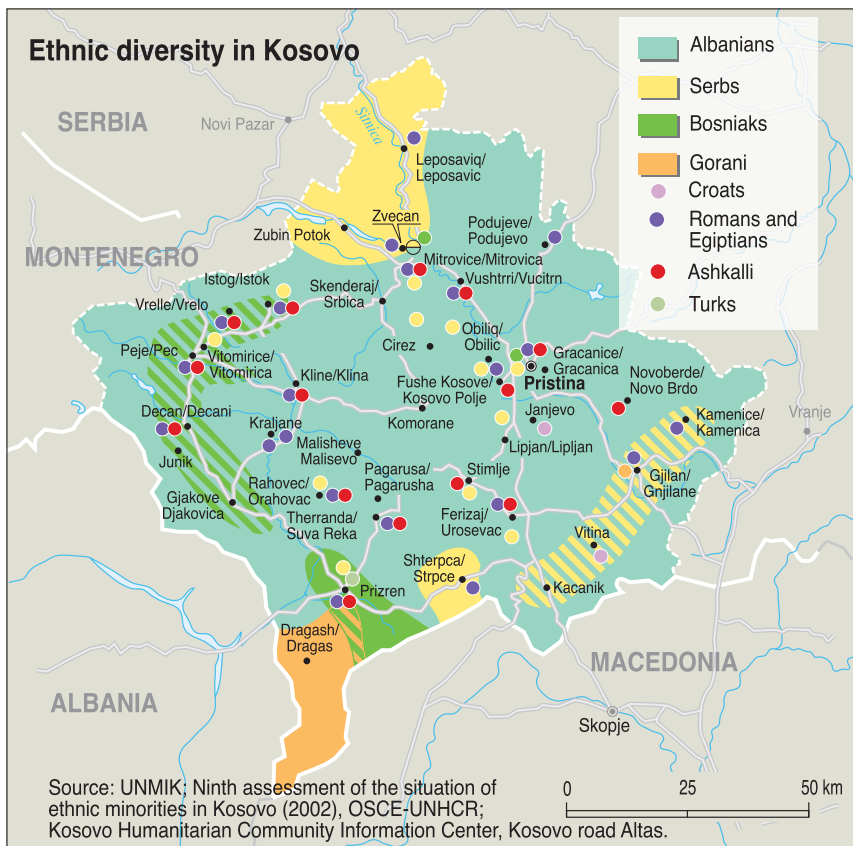 Ethnic diversity in Kosovo
Albanians
Serbs
Bosniaks
Gorani
Croats
Romans and
Egiptians
Ashkalli
Turks
SERBIA
Novi Pazar
Sitnica
Leposaviq/
Leposavic
Zvecan
Zubin Potok
Podujeve/
Podujevo
MONTENEGRO
Mitrovice/Mitrovica
Istog/Istok
Skenderaj/
Srbica
Vushtrri/Vucitrn
Vrelle/Vrelo
Obiliq/
Obilic
Cirez
Peje/Pec
Vitomirice/
Vitomirica
Gracanice/
Gracanica
Pristina
Kline/Klina
Fushe Kosove/
Kosovo Polje
Novoberde/
Novo Brdo
Decan/Decani
Komorane
Janjevo
Kamenice/
Kamenica
Vranje
Kraljane
Malisheve
Malisevo
Lipjan/Lipljan
Junik
Pagarusa/
Pagarusha
Stimlje
Gjilan/
Gnjilane
Rahovec/
Orahovac
Gjakove
Djakovica
Therranda/
Suva Reka
Ferizaj/
Urosevac
Vitina
Shterpca/
Strpce
Prizren
Kacanik
Dragash/
Dragas
MACEDONIA
ALBANIA
Skopje
Source: UNMIK; Ninth assessment of the situation of
ethnic minorities in Kosovo (2002), OSCE-UNHCR;
Kosovo Humanitarian Community Information Center, Kosovo road Altas.
0 25 50 km